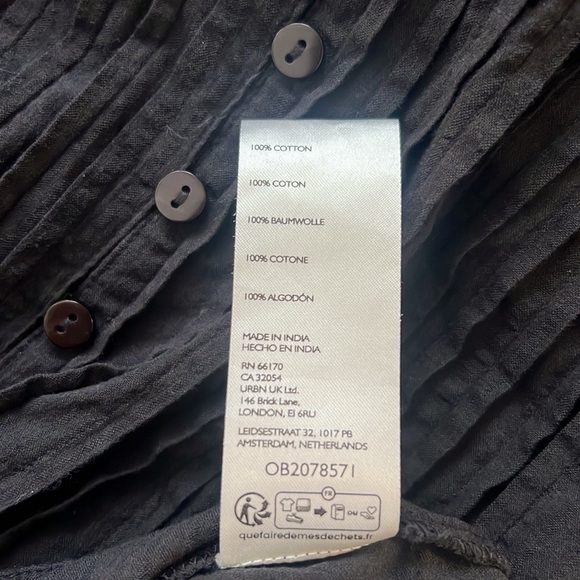 100% COTTON
100% COTON
100% BAUMWOLLE
100% COTONE
100% ALGODÓN
MADE IN INDIA
HECHO EN INDIA
RN 66170
CA 32054
URBN UK Ltd.
146 Brick Lane,
LONDON, E1 6RU
LEIDSESTRAAT 32, 1017 PB
AMSTERDAM, NETHERLANDS
OB2078571
FR
OU
quefairedemesdechets.fr